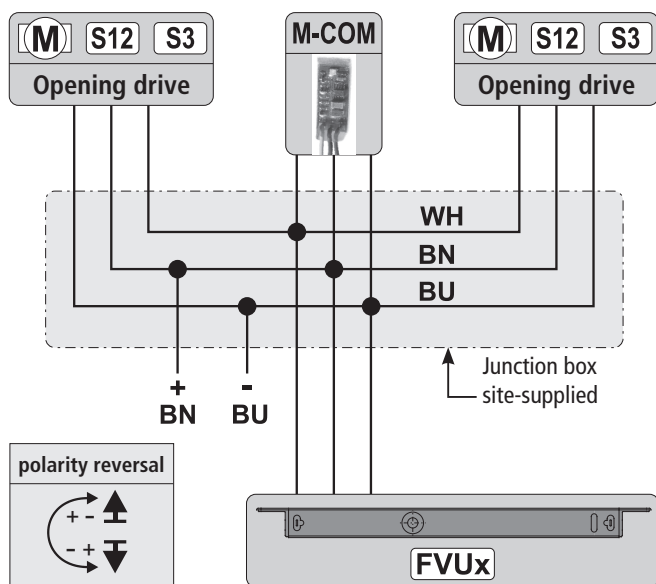 M S12 S3
Opening drive
M-COM
M S12 S3
Opening drive
WH
BN
BU
+ -
BN BU
Junction box
site-supplied
polarity reversal
+ -
- +
FVUx